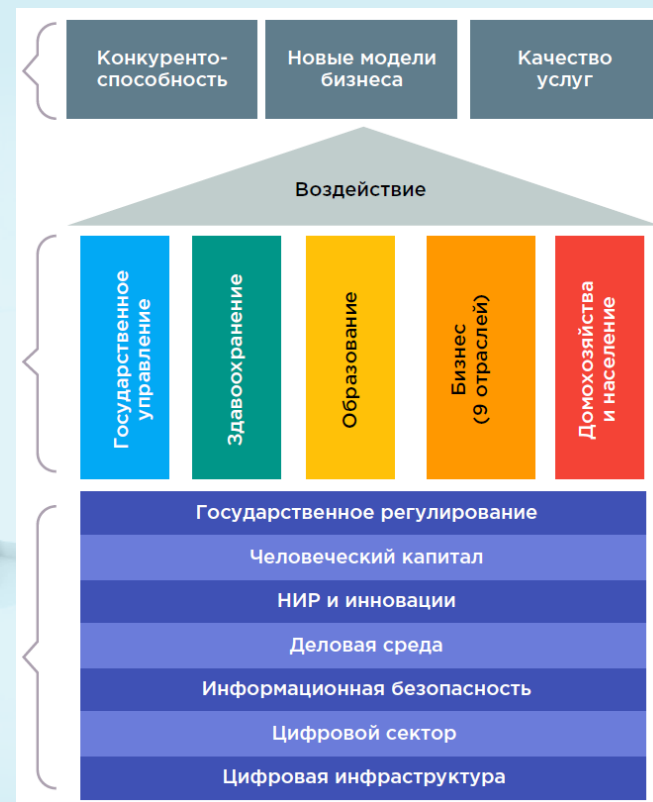 Конкуренто-
способность
Новые модели
бизнеса
Качество
услуг
Воздействие
Государственное
управление
Здавоохранение
Образование
Бизнес
(9 отраслей)
Домохозяйства
и население
Государственное регулирование
Человеческий капитал
НИР и инновации
Деловая среда
Информационная безопасность
Цифровой сектор
Цифровая инфраструктура